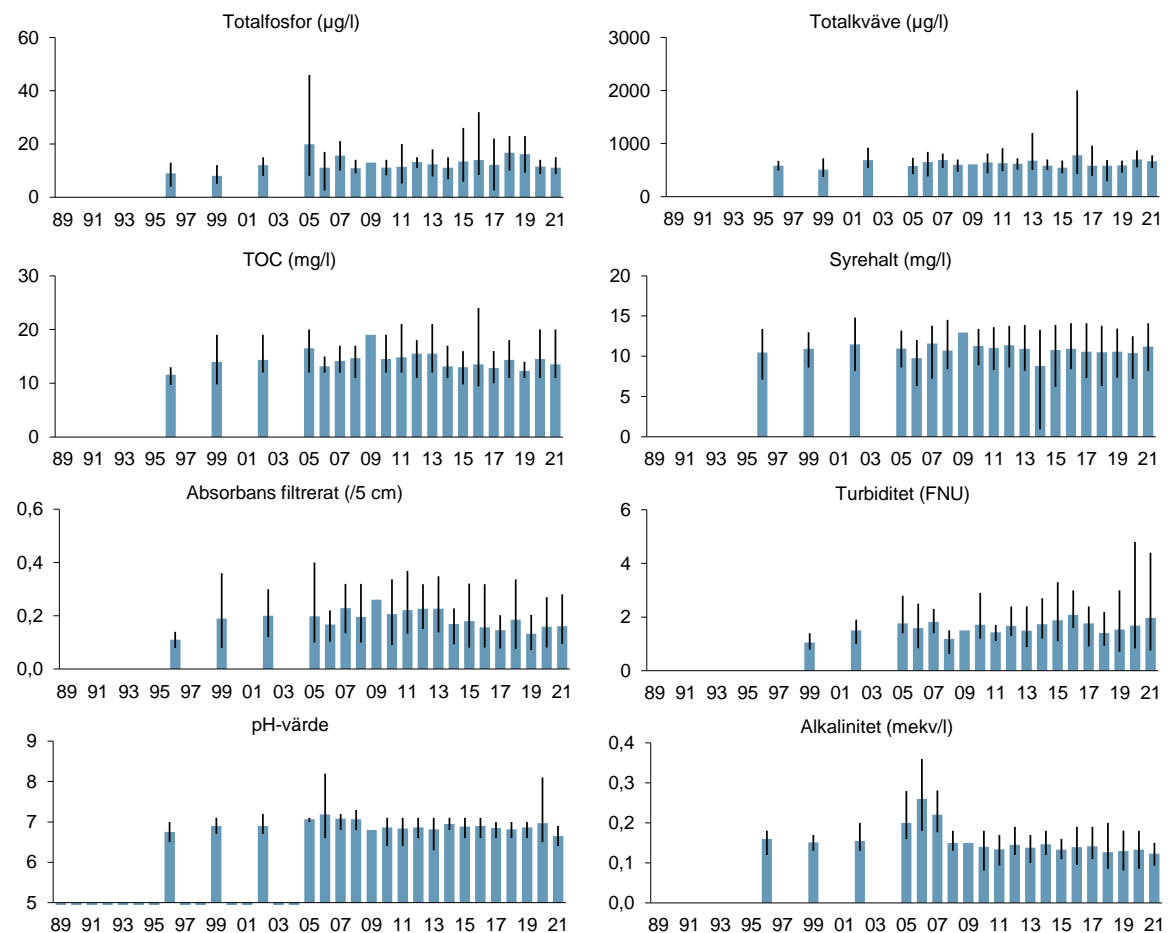 Totalfosfor (µg/l)
60
40
20
0
89 91 93 95 97 99 01 03 05 07 09 11 13 15 17 19 21
Totalkväve (µg/l)
3000
2000
1000
0
89 91 93 95 97 99 01 03 05 07 09 11 13 15 17 19 21
TOC (mg/l)
30
20
10
0
89 91 93 95 97 99 01 03 05 07 09 11 13 15 17 19 21
Syrehalt (mg/l)
20
15
10
5
0
89 91 93 95 97 99 01 03 05 07 09 11 13 15 17 19 21
Absorbans filtrerat (/5 cm)
0,6
0,4
0,2
0,0
89 91 93 95 97 99 01 03 05 07 09 11 13 15 17 19 21
Turbiditet (FNU)
6
4
2
0
89 91 93 95 97 99 01 03 05 07 09 11 13 15 17 19 21
pH-värde
9
8
7
6
5
89 91 93 95 97 99 01 03 05 07 09 11 13 15 17 19 21
Alkalinitet (mekv/l)
0,4
0,3
0,2
0,1
0,0
89 91 93 95 97 99 01 03 05 07 09 11 13 15 17 19 21